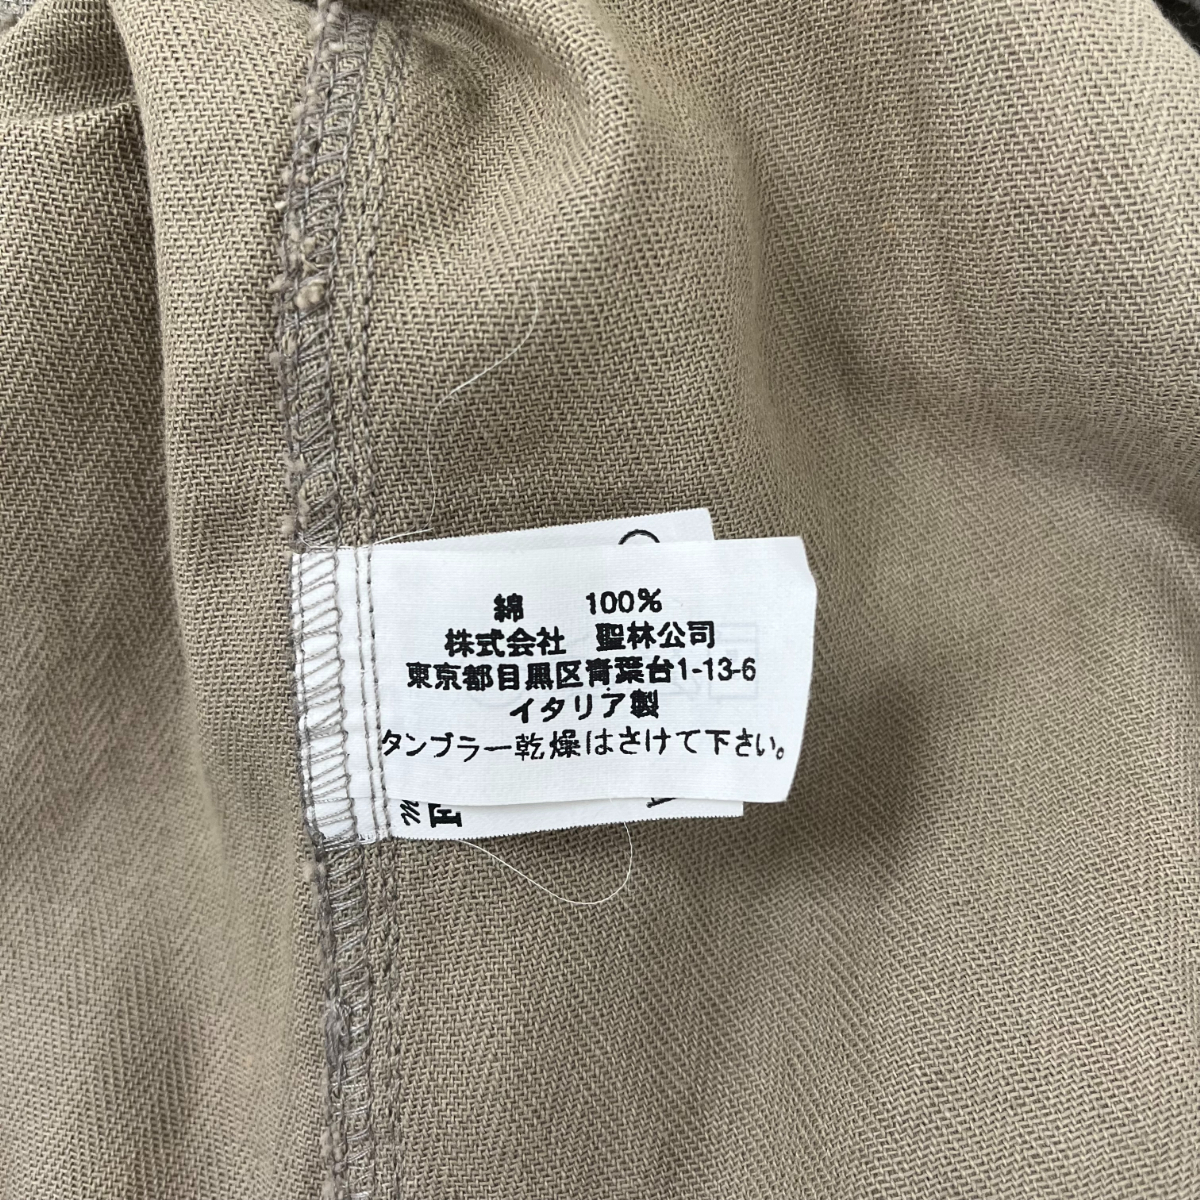 綿 100%
株式会社 聖林公司
東京都目黒区青葉台1-13-6
イタリア製
タンブラー乾燥はさけて下さい。